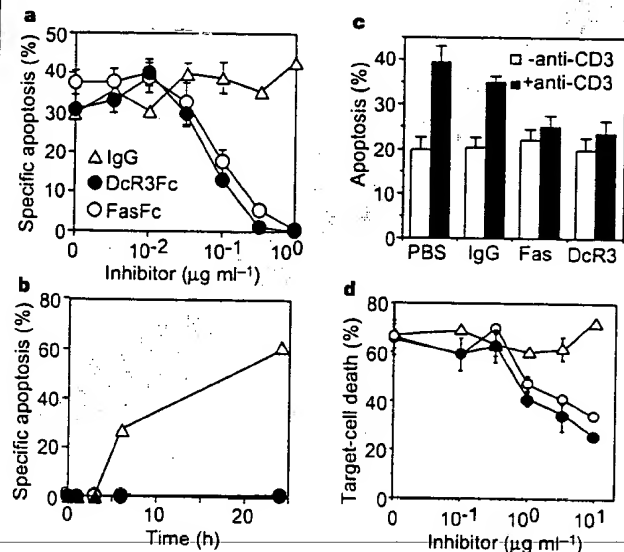 a
Specific apoptosis (%)
50
40
30
20
10
0
IgG
DcR3Fc
FasFc
0 10⁻² 10⁻¹ 10⁰
Inhibitor (µg ml⁻¹)
b
Specific apoptosis (%)
80
60
40
20
0
0 10 20
Time (h)
c
Apoptosis (%)
40
20
0
-anti-CD3
+anti-CD3
PBS IgG Fas DcR3
d
Target-cell death (%)
80
60
40
20
0
0 10⁻¹ 10⁰ 10¹
Inhibitor (µg ml⁻¹)